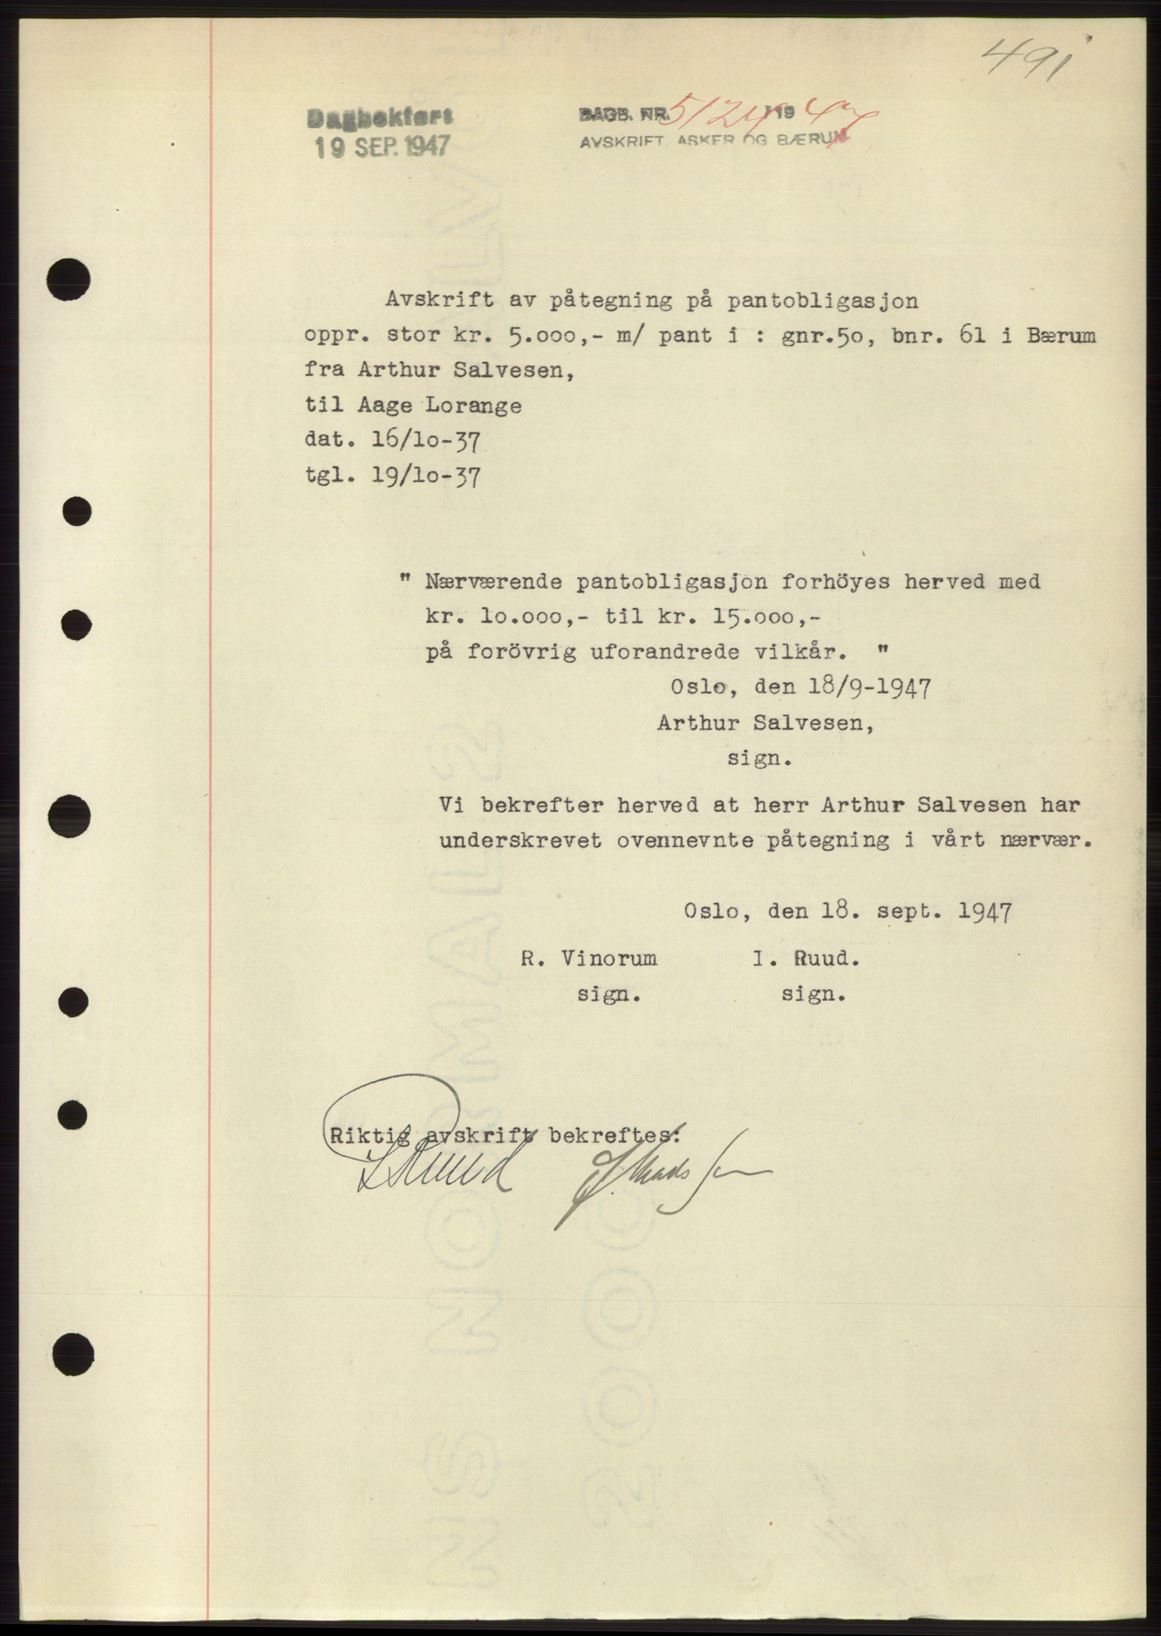 491
Dagbokført
19 SEP. 1947
DAGB. NR. 5124 /19 47
AVSKRIFT. ASKER OG BÆRUM
Avskrift av påtegning på pantobligasjon
oppr. stor kr. 5.000,- m/ pant i : gnr.50, bnr. 61 i Bærum
fra Arthur Salvesen,
til Aage Lorange
dat. 16/10-37
tgl. 19/10-37
" Nærværende pantobligasjon forhöyes herved med
kr. 10.000,- til kr. 15.000,-
på forövrig uforandrede vilkår. "
Oslo, den 18/9-1947
Arthur Salvesen,
sign.
Vi bekrefter herved at herr Arthur Salvesen har
underskrevet ovennevnte påtegning i vårt nærvær.
Oslo, den 18. sept. 1947
R. Vinorum I. Ruud.
sign. sign.
Riktig avskrift bekreftes:
I. Ruud